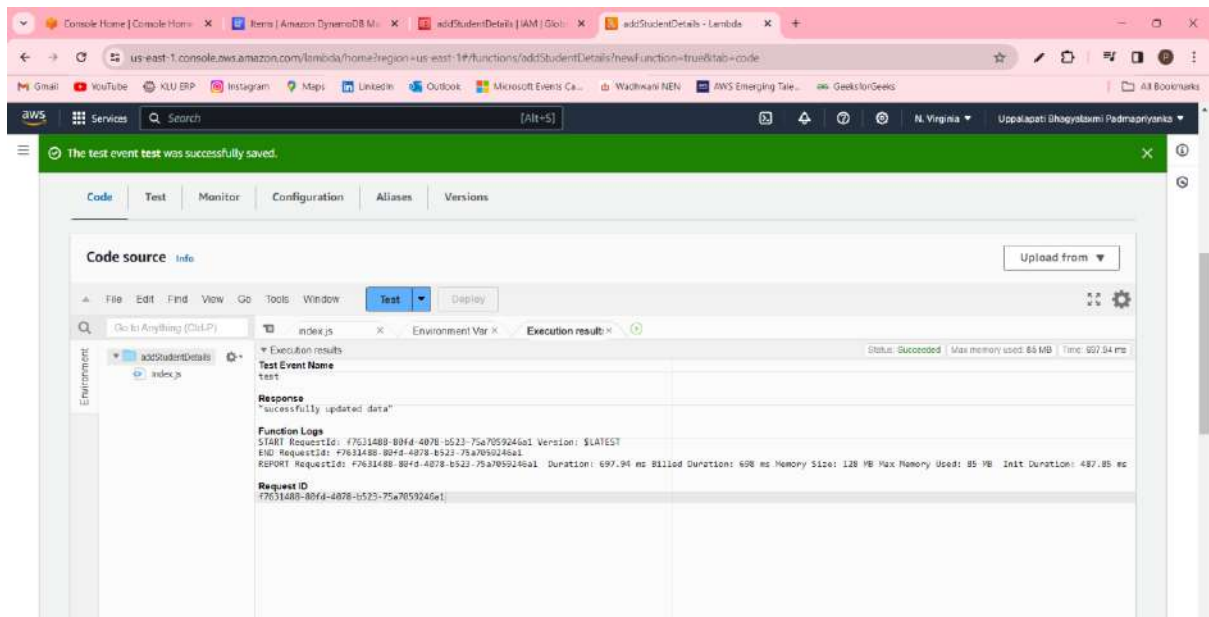 Console Home | Console Home
Items | Amazon DynamoDB Ma
addStudentDetails | IAM | Glob
addStudentDetails - Lambda
us-east-1.console.aws.amazon.com/lambda/home?region=us-east-1#/functions/addStudentDetails?newFunction=true&tab=code
Gmail YouTube KLU ERP Instagram Maps LinkedIn Outlook Microsoft Events Ca... Wadhwani NEN AWS Emerging Tale... GeeksforGeeks All Bookmarks
aws Services Search [Alt+S] N. Virginia Uppalapati Bhagyalaxmi Padmapriyanka
The test event test was successfully saved.
Code Test Monitor Configuration Aliases Versions
Code source Info Upload from
File Edit Find View Go Tools Window Test Deploy
Go to Anything (Ctrl-P) index.js Environment Var Execution results
Environment
addStudentDetails
index.js
Execution results Status: Succeeded Max memory used: 85 MB Time: 697.94 ms
Test Event Name
test
Response
"sucessfully updated data"
Function Logs
START RequestId: f7631488-80fd-4078-b523-75a7059246a1 Version: $LATEST
END RequestId: f7631488-80fd-4078-b523-75a7059246a1
REPORT RequestId: f7631488-80fd-4078-b523-75a7059246a1 Duration: 697.94 ms Billed Duration: 698 ms Memory Size: 128 MB Max Memory Used: 85 MB Init Duration: 487.85 ms
Request ID
f7631488-80fd-4078-b523-75a7059246a1